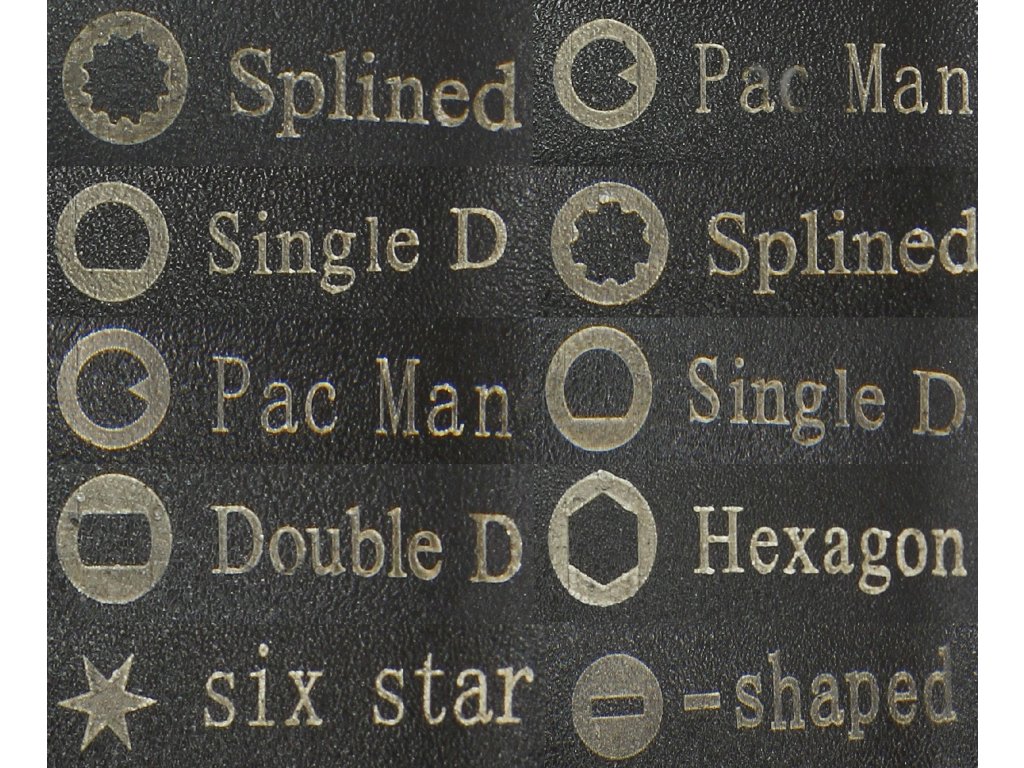 Splined Pac Man
Single D Splined
Pac Man Single D
Double D Hexagon
six star -shaped